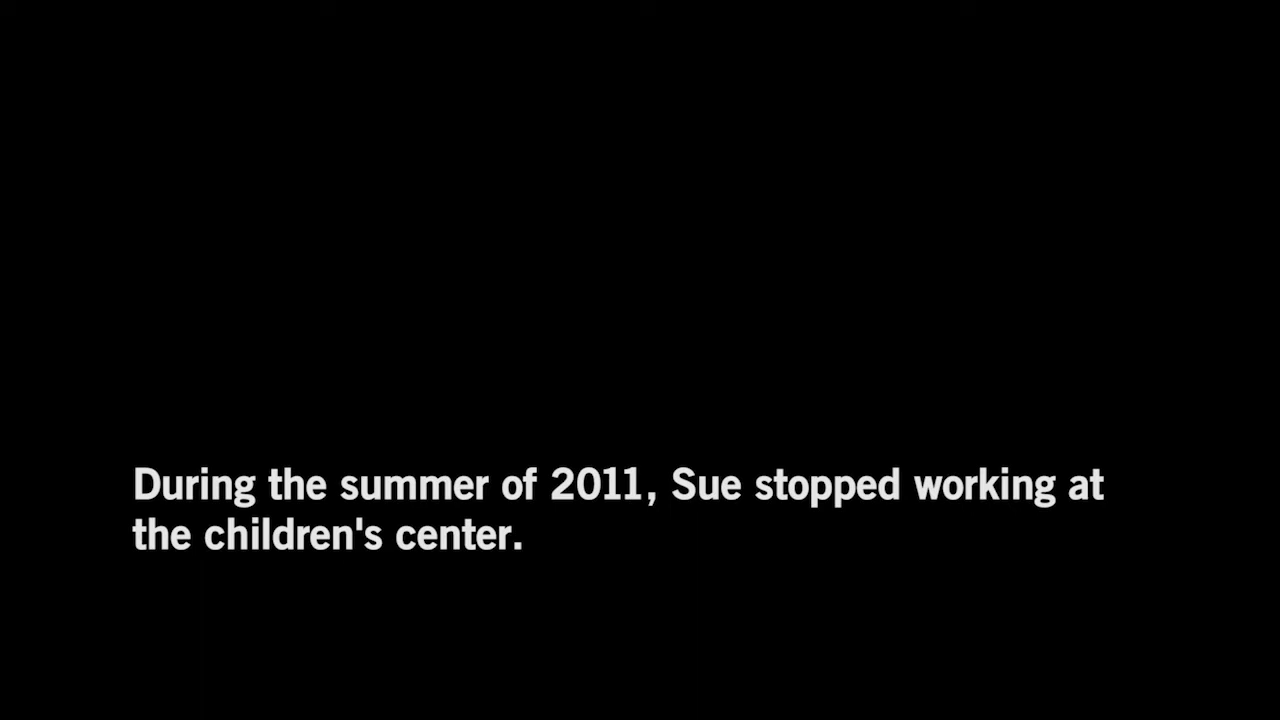 During the summer of 2011, Sue stopped working at
the children's center.